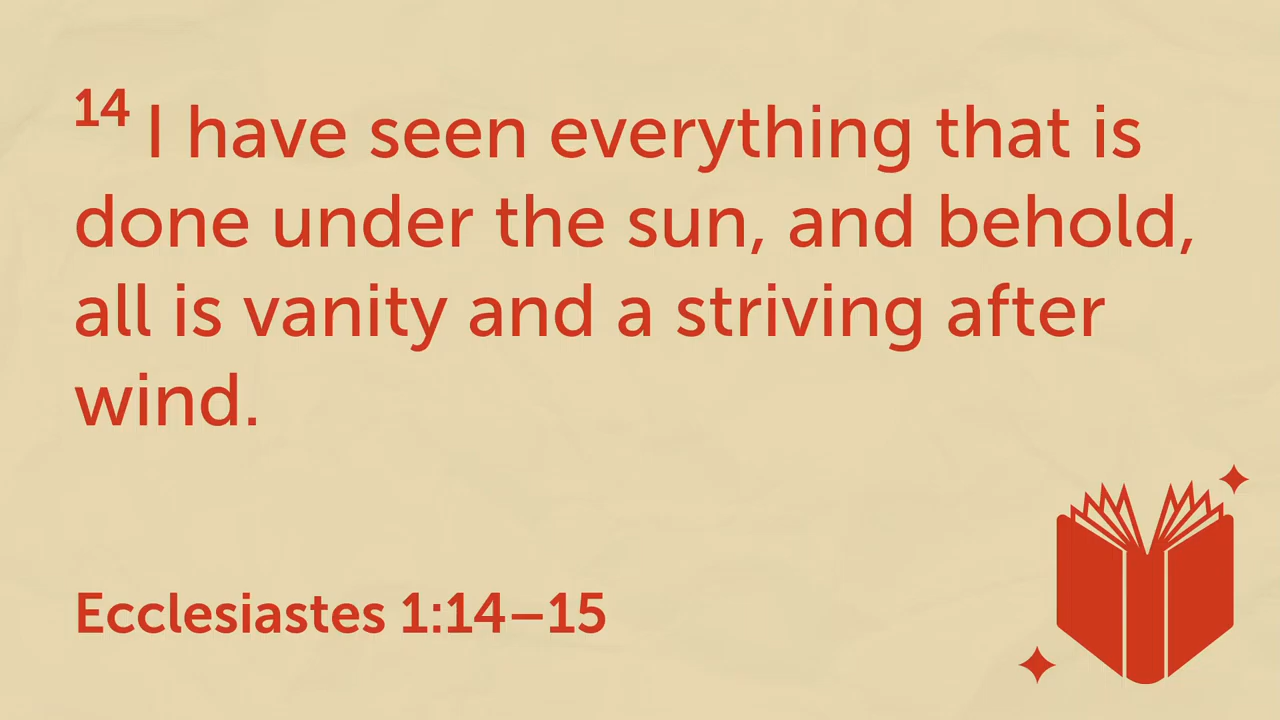 14 I have seen everything that is
done under the sun, and behold,
all is vanity and a striving after
wind.
Ecclesiastes 1:14–15